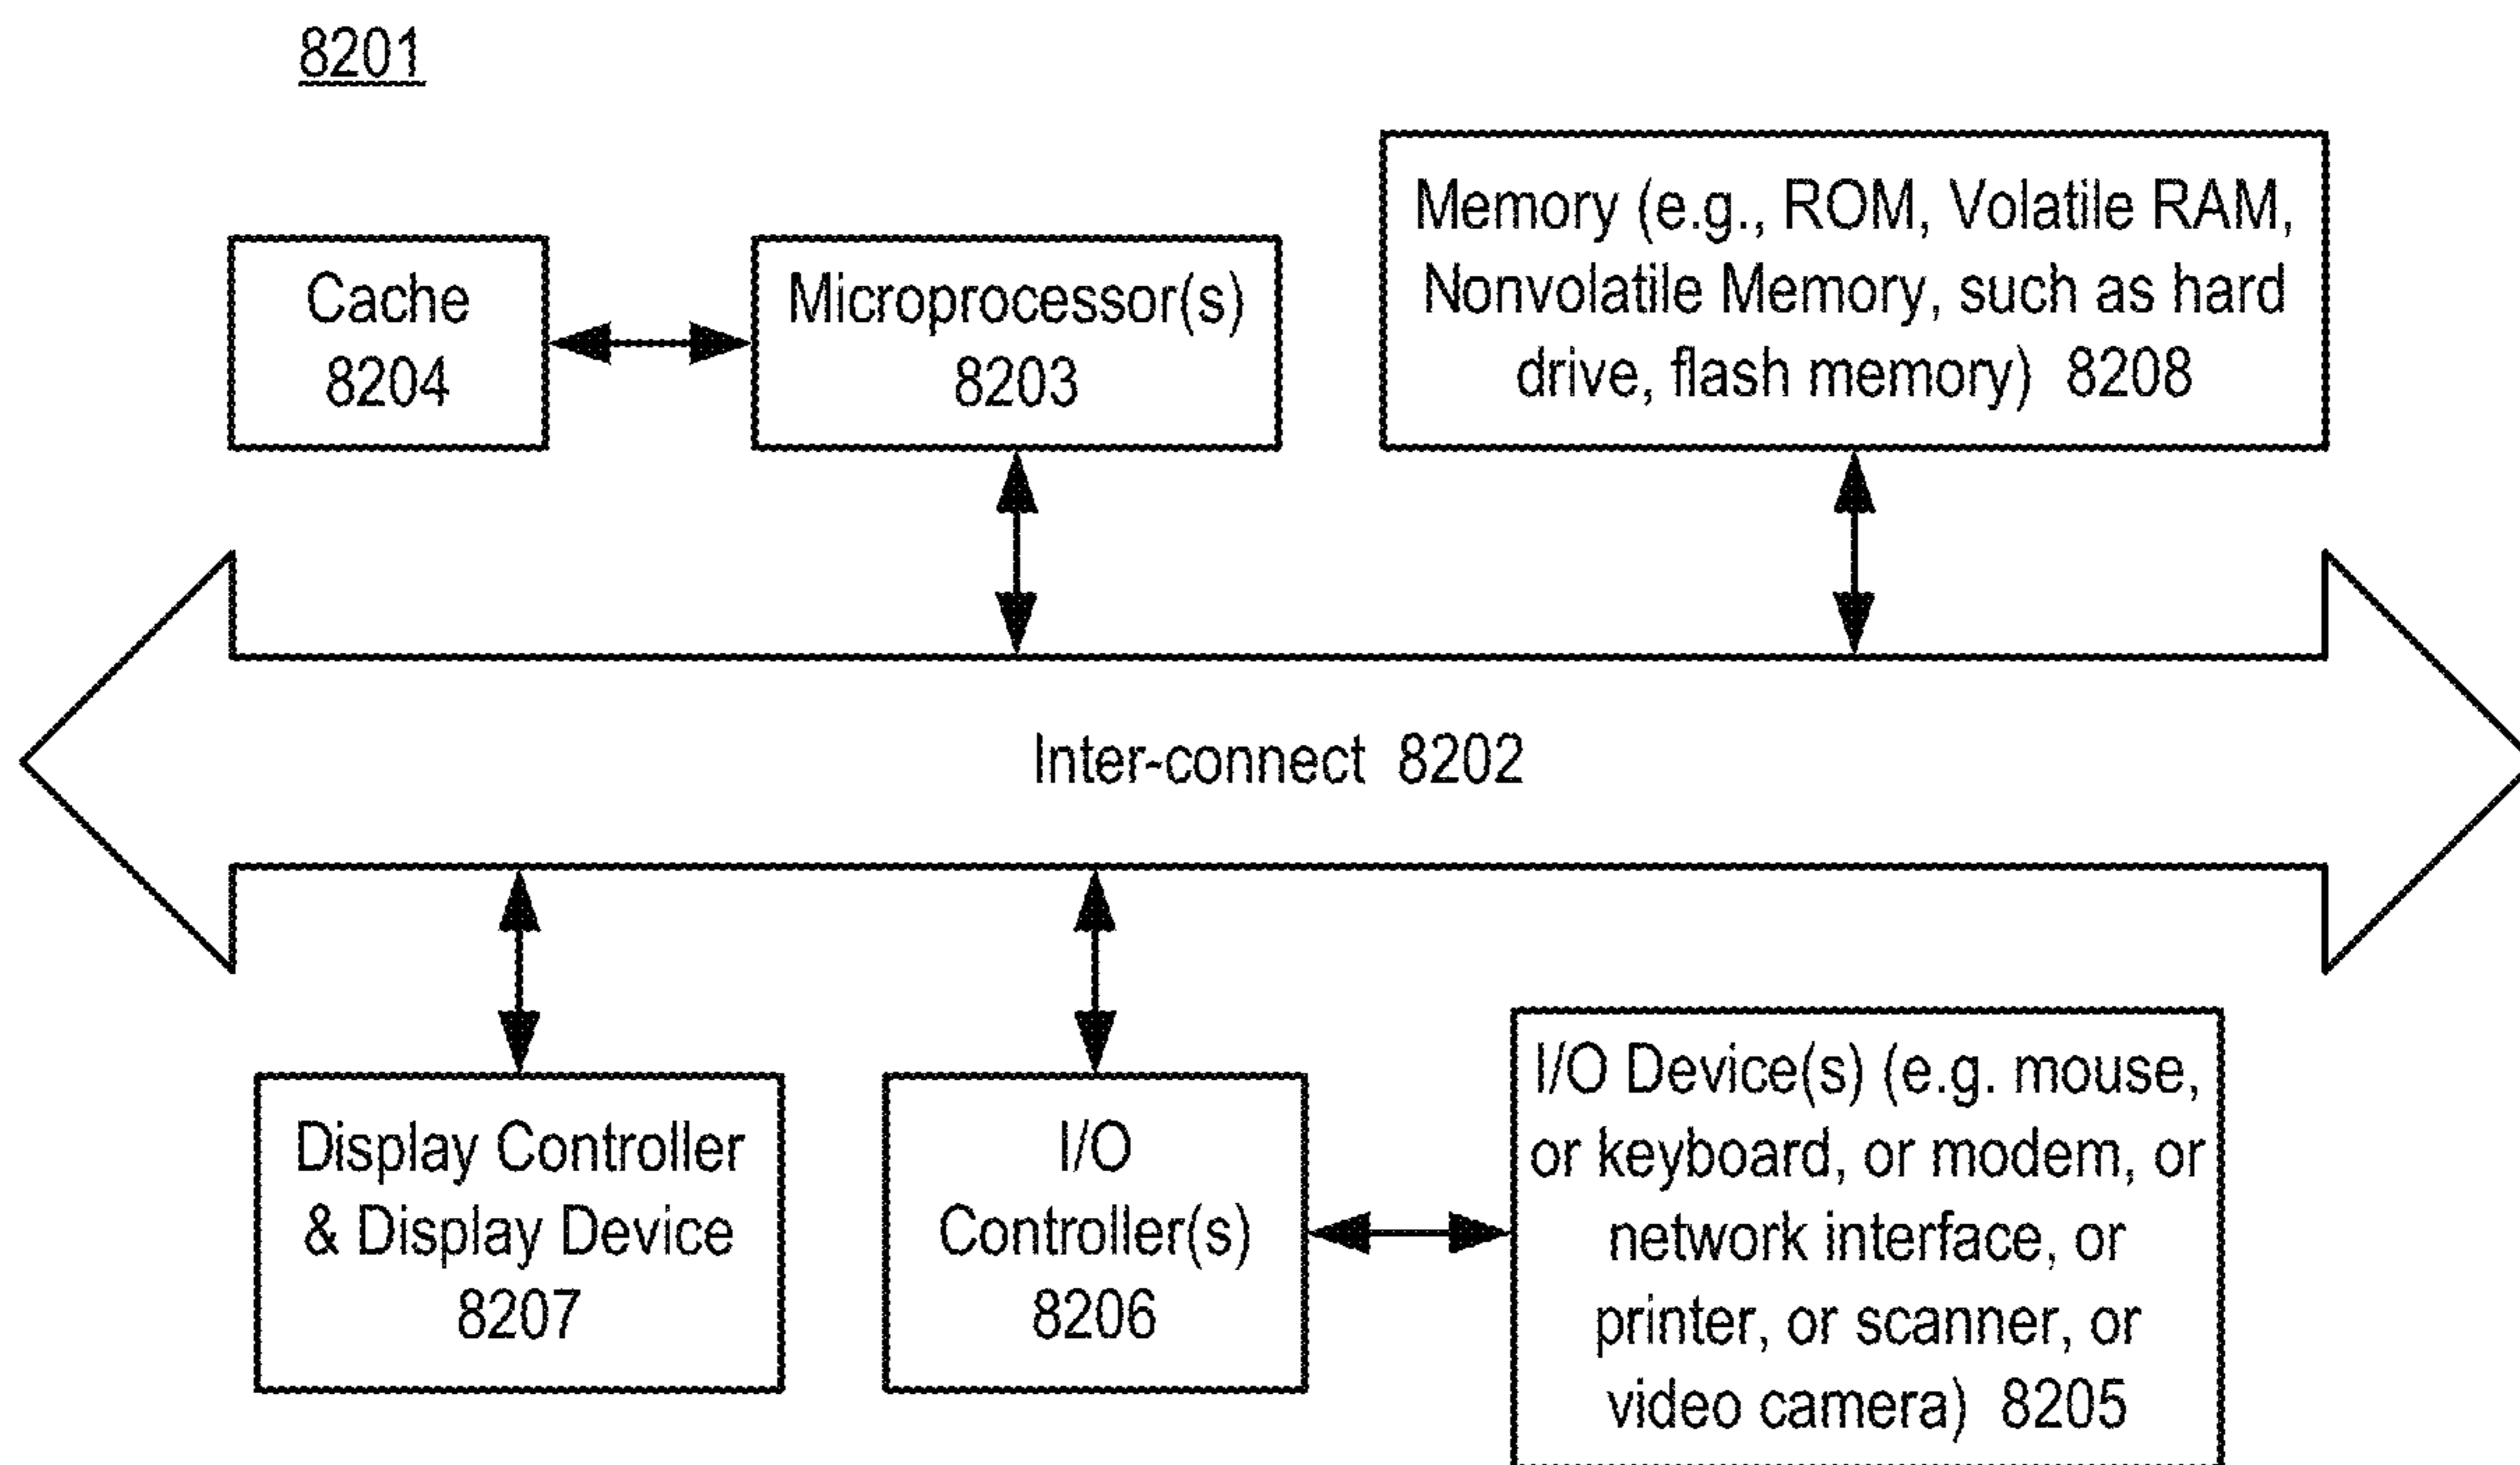 8201
Cache
8204
Microprocessor(s)
8203
Memory (e.g., ROM, Volatile RAM,
Nonvolatile Memory, such as hard
drive, flash memory) 8208
Inter-connect 8202
Display Controller
& Display Device
8207
I/O
Controller(s)
8206
I/O Device(s) (e.g. mouse,
or keyboard, or modem, or
network interface, or
printer, or scanner, or
video camera) 8205